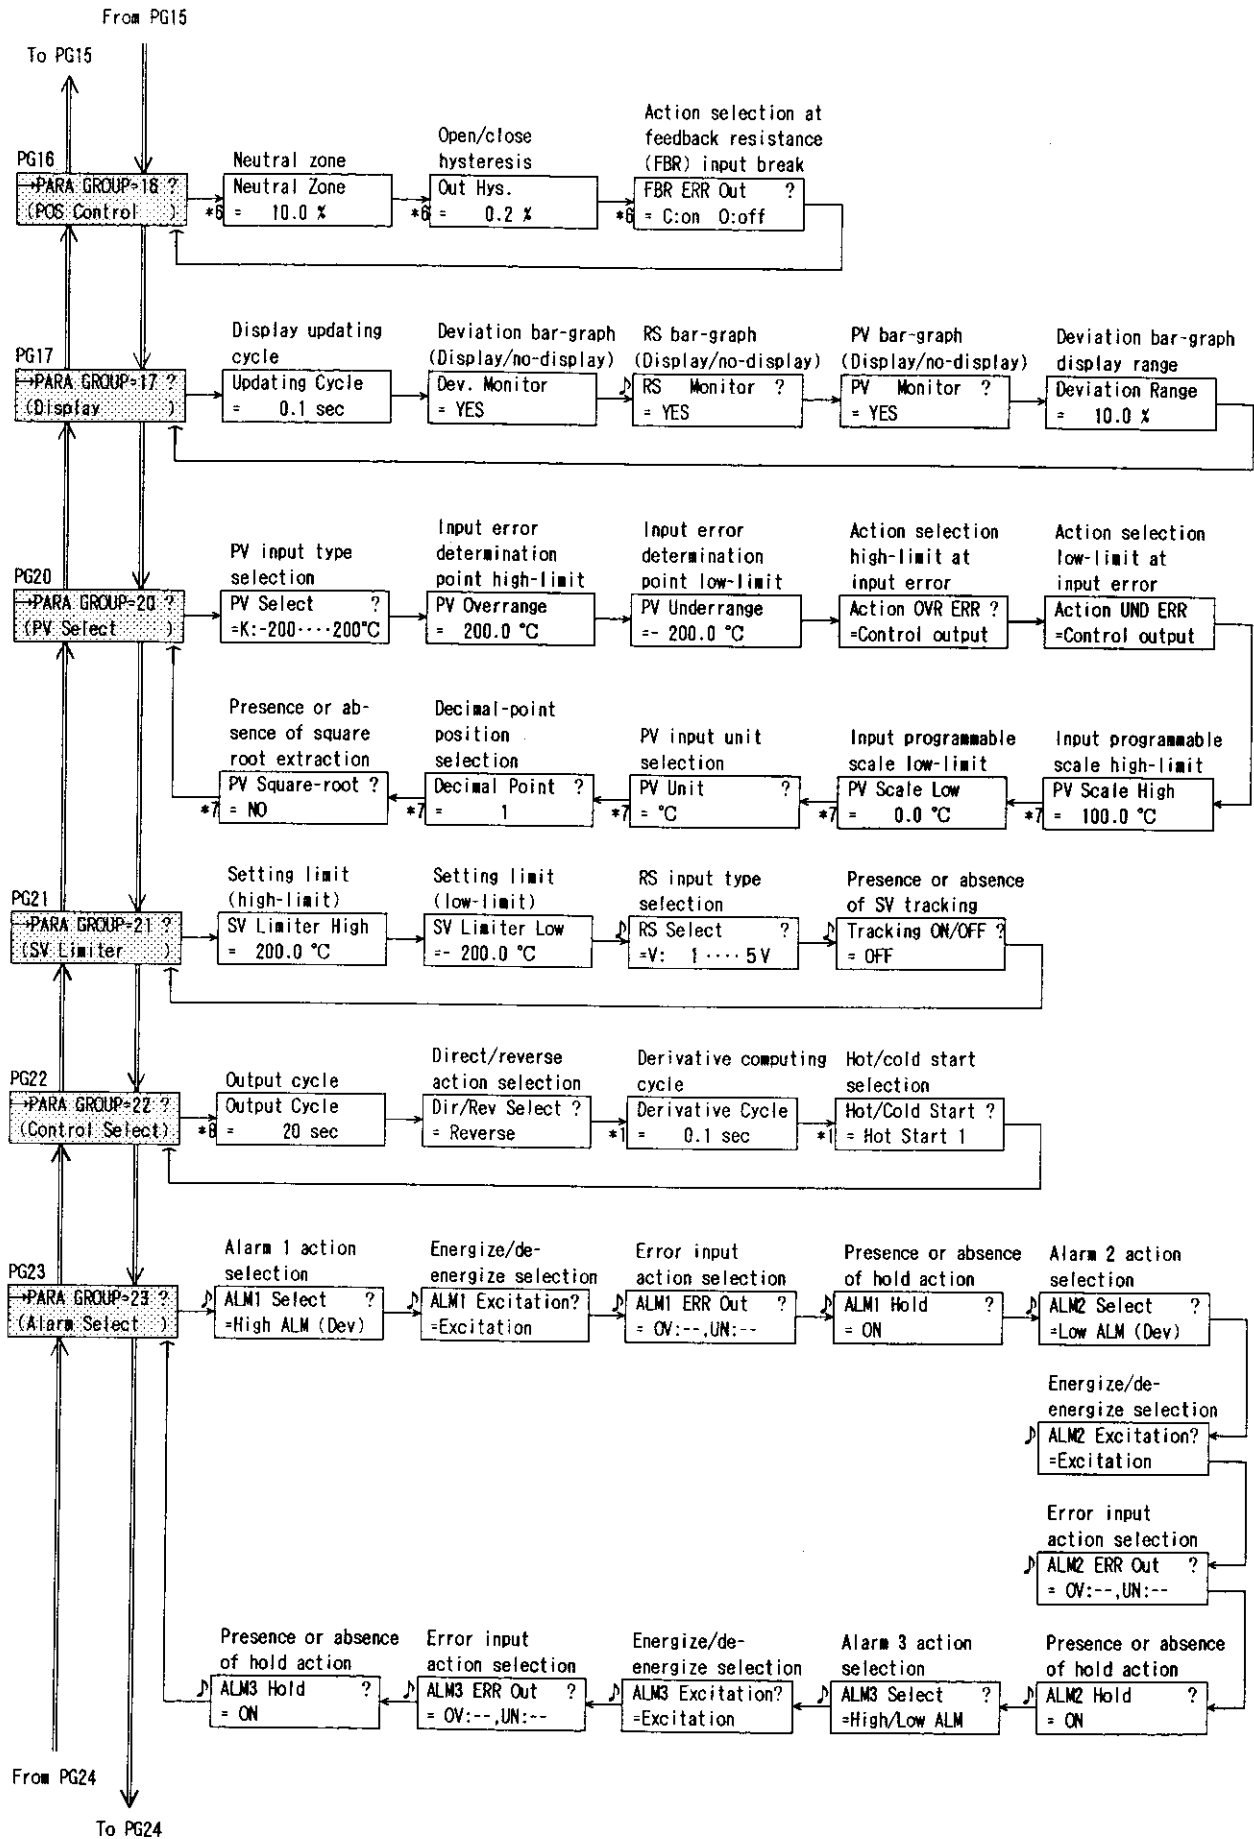 From PG15
To PG15
PG16
→PARA GROUP=16 ?
(POS Control )
Neutral zone
*6
Neutral Zone
= 10.0 %
Open/close
hysteresis
*6
Out Hys.
= 0.2 %
Action selection at
feedback resistance
(FBR) input break
*6
FBR ERR Out ?
= C:on O:off
PG17
→PARA GROUP=17 ?
(Display )
Display updating
cycle
Updating Cycle
= 0.1 sec
Deviation bar-graph
(Display/no-display)
Dev. Monitor
= YES
RS bar-graph
(Display/no-display)
♪
RS Monitor ?
= YES
PV bar-graph
(Display/no-display)
PV Monitor ?
= YES
Deviation bar-graph
display range
Deviation Range
= 10.0 %
PG20
→PARA GROUP=20 ?
(PV Select )
PV input type
selection
PV Select ?
=K:-200····200℃
Input error
determination
point high-limit
PV Overrange
= 200.0 ℃
Input error
determination
point low-limit
PV Underrange
=- 200.0 ℃
Action selection
high-limit at
input error
Action OVR ERR ?
=Control output
Action selection
low-limit at
input error
Action UND ERR
=Control output
Presence or ab-
sence of square
root extraction
PV Square-root ?
= NO
*7
Decimal-point
position
selection
Decimal Point ?
= 1
*7
PV input unit
selection
PV Unit ?
= ℃
*7
Input programmable
scale low-limit
PV Scale Low
= 0.0 ℃
*7
Input programmable
scale high-limit
PV Scale High
= 100.0 ℃
*7
PG21
→PARA GROUP=21 ?
(SV Limiter )
Setting limit
(high-limit)
SV Limiter High
= 200.0 ℃
Setting limit
(low-limit)
SV Limiter Low
=- 200.0 ℃
RS input type
selection
♪
RS Select ?
=V: 1 ···· 5V
Presence or absence
of SV tracking
♪
Tracking ON/OFF ?
= OFF
PG22
→PARA GROUP=22 ?
(Control Select)
Output cycle
*8
Output Cycle
= 20 sec
Direct/reverse
action selection
Dir/Rev Select ?
= Reverse
Derivative computing
cycle
*1
Derivative Cycle
= 0.1 sec
Hot/cold start
selection
*1
Hot/Cold Start ?
= Hot Start 1
PG23
→PARA GROUP=23 ?
(Alarm Select )
Alarm 1 action
selection
♪
ALM1 Select ?
=High ALM (Dev)
Energize/de-
energize selection
♪
ALM1 Excitation?
=Excitation
Error input
action selection
♪
ALM1 ERR Out ?
= OV:--,UN:--
Presence or absence
of hold action
♪
ALM1 Hold ?
= ON
Alarm 2 action
selection
♪
ALM2 Select ?
=Low ALM (Dev)
Energize/de-
energize selection
♪
ALM2 Excitation?
=Excitation
Error input
action selection
♪
ALM2 ERR Out ?
= OV:--,UN:--
Presence or absence
of hold action
♪
ALM3 Hold ?
= ON
Error input
action selection
♪
ALM3 ERR Out ?
= OV:--,UN:--
Energize/de-
energize selection
♪
ALM3 Excitation?
=Excitation
Alarm 3 action
selection
♪
ALM3 Select ?
=High/Low ALM
Presence or absence
of hold action
♪
ALM2 Hold ?
= ON
From PG24
To PG24